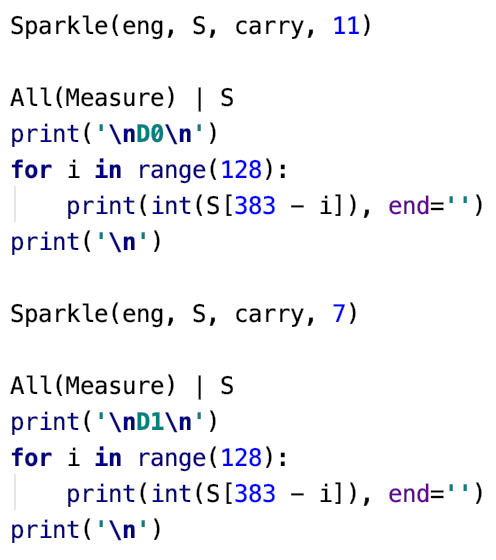 Sparkle(eng, S, carry, 11)
All(Measure) | S
print('\nD0\n')
for i in range(128):
    print(int(S[383 - i]), end='')
print('\n')
Sparkle(eng, S, carry, 7)
All(Measure) | S
print('\nD1\n')
for i in range(128):
    print(int(S[383 - i]), end='')
print('\n')